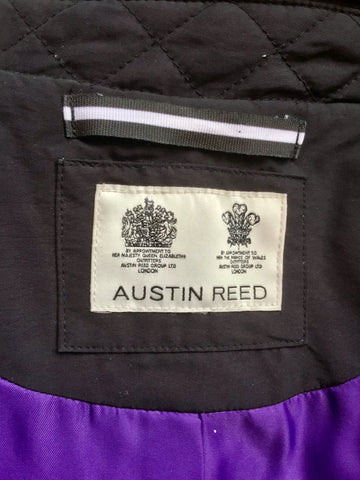 BY APPOINTMENT TO
HER MAJESTY QUEEN ELIZABETH II
OUTFITTERS
AUSTIN REED GROUP LTD
LONDON
BY APPOINTMENT TO
HRH THE PRINCE OF WALES
OUTFITTERS
AUSTIN REED GROUP LTD
LONDON
AUSTIN REED